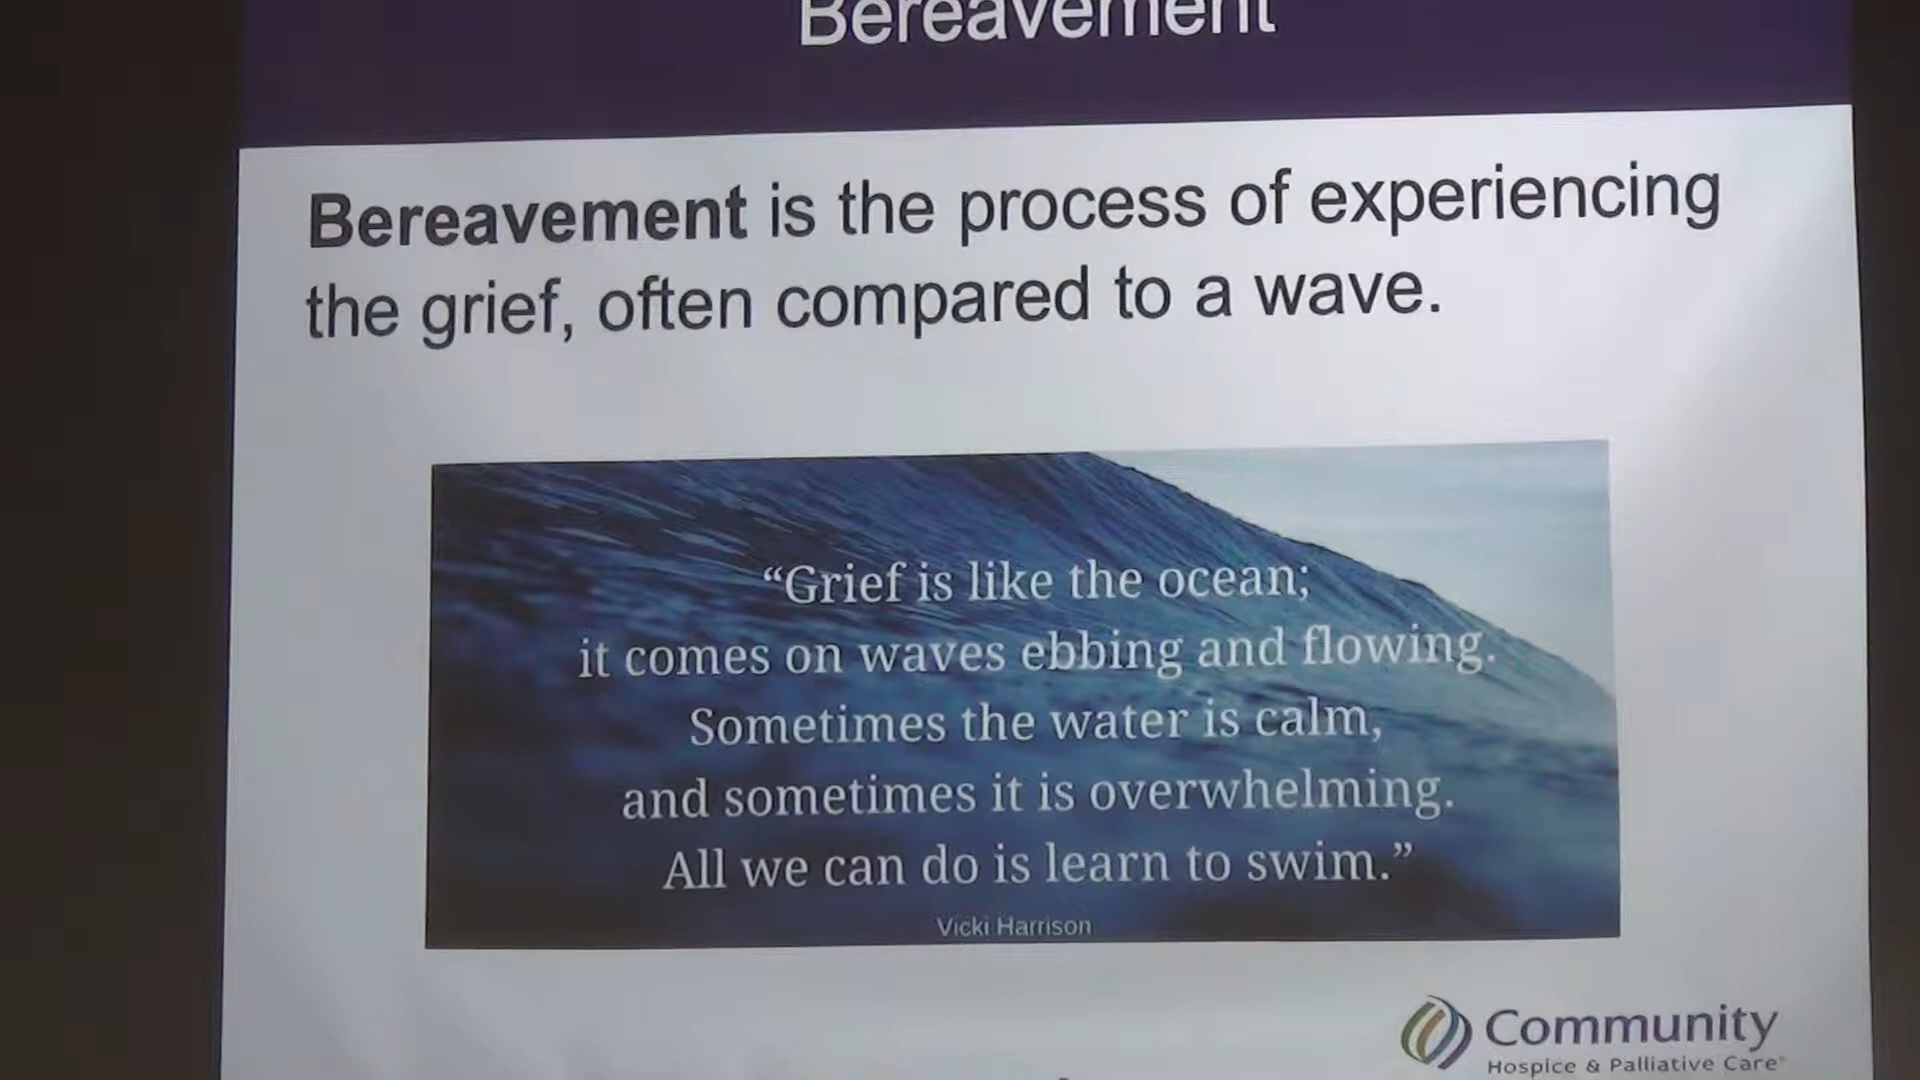 Bereavement
Bereavement is the process of experiencing
the grief, often compared to a wave.
“Grief is like the ocean;
it comes on waves ebbing and flowing.
Sometimes the water is calm,
and sometimes it is overwhelming.
All we can do is learn to swim.”
Vicki Harrison
Community
Hospice & Palliative Care®